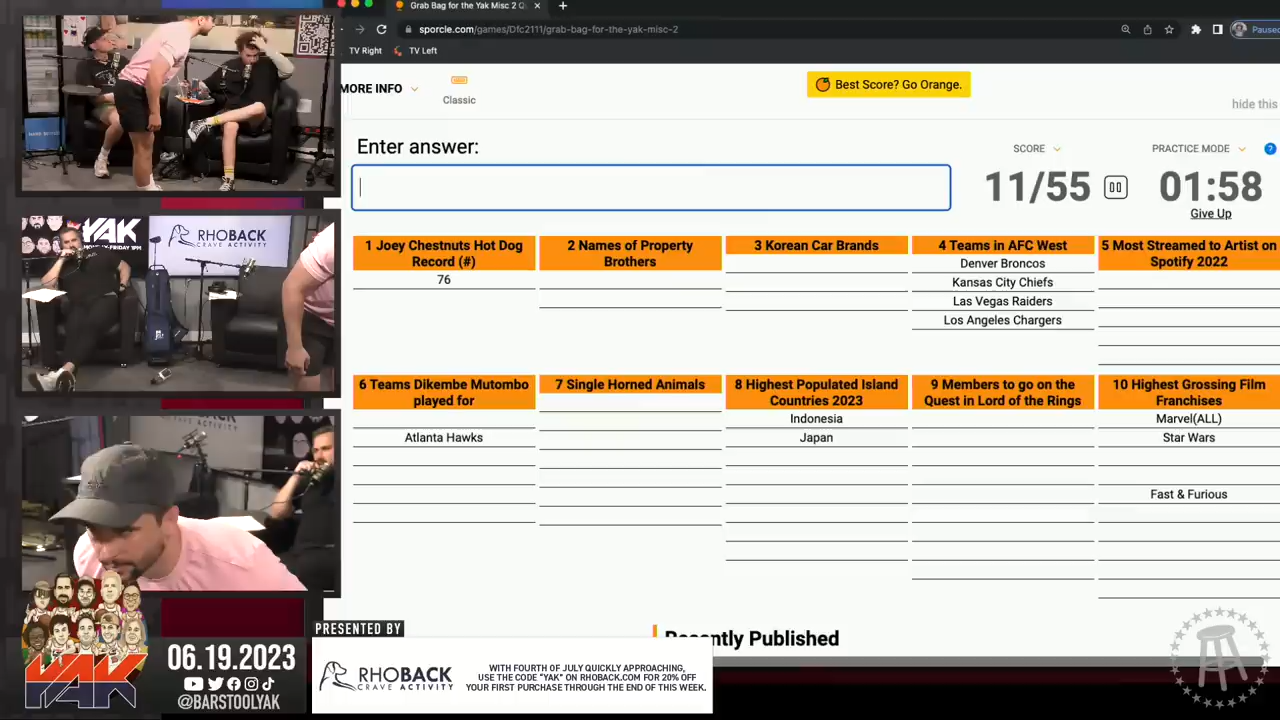 Grab Bag for the Yak Misc 2 Q
sporcle.com/games/Dfc2111/grab-bag-for-the-yak-misc-2
Paused
TV Right
TV Left
MORE INFO
Classic
Best Score? Go Orange.
hide this
Enter answer:
SCORE
PRACTICE MODE
?
11/55
01:58
Give Up
1 Joey Chestnuts Hot Dog
Record (#)
76
2 Names of Property
Brothers
3 Korean Car Brands
4 Teams in AFC West
Denver Broncos
Kansas City Chiefs
Las Vegas Raiders
Los Angeles Chargers
5 Most Streamed to Artist on
Spotify 2022
6 Teams Dikembe Mutombo
played for
Atlanta Hawks
7 Single Horned Animals
8 Highest Populated Island
Countries 2023
Indonesia
Japan
9 Members to go on the
Quest in Lord of the Rings
10 Highest Grossing Film
Franchises
Marvel(ALL)
Star Wars
Fast & Furious
Recently Published
YAK
MONDAY-FRIDAY 1PM
RHOBACK
CRAVE ACTIVITY
YAK
06.19.2023
@BARSTOOLYAK
PRESENTED BY
RHOBACK
CRAVE ACTIVITY
WITH FOURTH OF JULY QUICKLY APPROACHING,
USE THE CODE "YAK" ON RHOBACK.COM FOR 20% OFF
YOUR FIRST PURCHASE THROUGH THE END OF THIS WEEK.